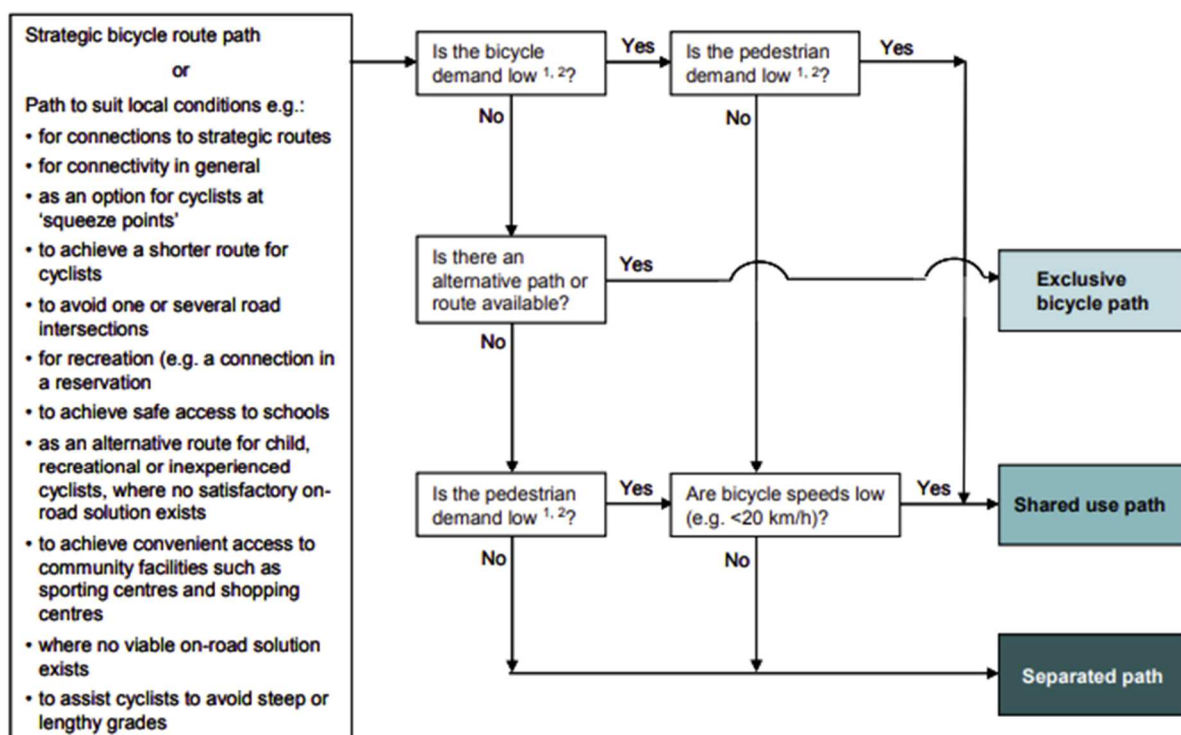 Strategic bicycle route path
or
Path to suit local conditions e.g.:
• for connections to strategic routes
• for connectivity in general
• as an option for cyclists at
‘squeeze points’
• to achieve a shorter route for
cyclists
• to avoid one or several road
intersections
• for recreation (e.g. a connection in
a reservation
• to achieve safe access to schools
• as an alternative route for child,
recreational or inexperienced
cyclists, where no satisfactory on-
road solution exists
• to achieve convenient access to
community facilities such as
sporting centres and shopping
centres
• where no viable on-road solution
exists
• to assist cyclists to avoid steep or
lengthy grades
Is the bicycle
demand low 1, 2?
Yes
No
Is the pedestrian
demand low 1, 2?
Yes
No
Is there an
alternative path or
route available?
Yes
No
Exclusive
bicycle path
Is the pedestrian
demand low 1, 2?
Yes
No
Are bicycle speeds low
(e.g. <20 km/h)?
Yes
No
Shared use path
Separated path